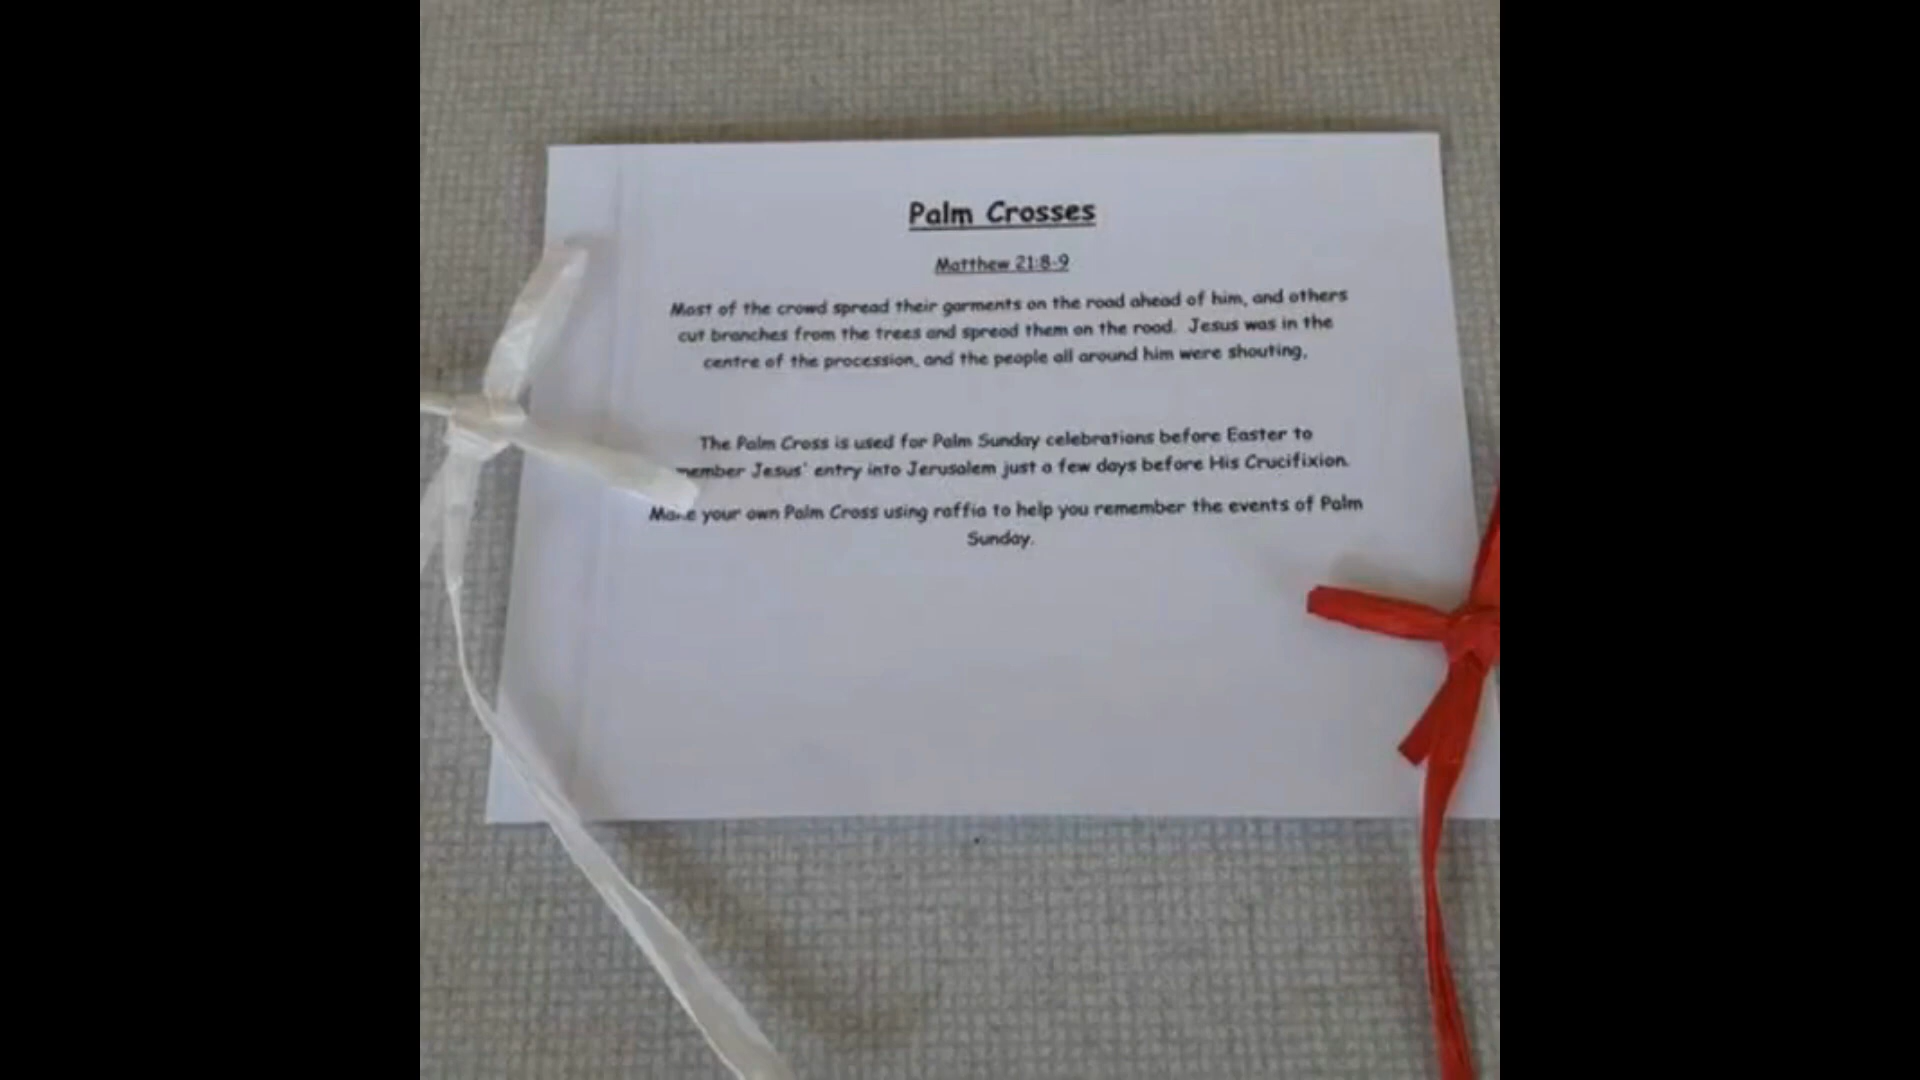 Palm Crosses
Matthew 21:8-9
Most of the crowd spread their garments on the road ahead of him, and others
cut branches from the trees and spread them on the road. Jesus was in the
centre of the procession, and the people all around him were shouting,
The Palm Cross is used for Palm Sunday celebrations before Easter to
member Jesus' entry into Jerusalem just a few days before His Crucifixion.
Make your own Palm Cross using raffia to help you remember the events of Palm
Sunday.